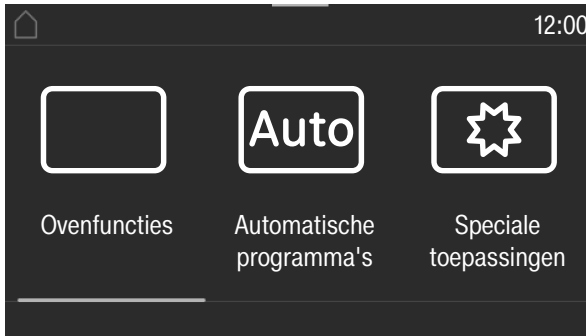 12:00
Auto
Ovenfuncties
Automatische
programma's
Speciale
toepassingen